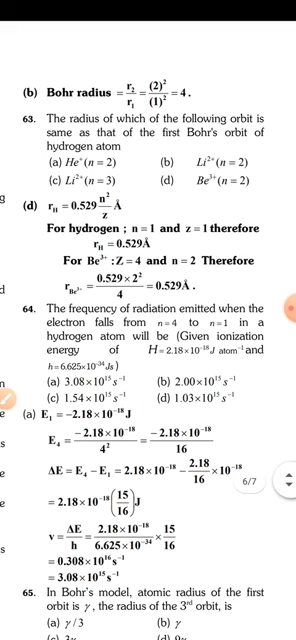 (b) Bohr radius = r₂/r₁ = (2)²/(1)² = 4.
63. The radius of which of the following orbit is
same as that of the first Bohr's orbit of
hydrogen atom
(a) He⁺(n = 2) (b) Li²⁺(n = 2)
(c) Li²⁺(n = 3) (d) Be³⁺(n = 2)
g
(d) r_H = 0.529 n²/z Å
For hydrogen ; n = 1 and z = 1 therefore
r_H = 0.529Å
For Be³⁺ : Z = 4 and n = 2 Therefore
d
r_Be³⁺ = 0.529 × 2²/4 = 0.529Å.
64. The frequency of radiation emitted when the
electron falls from n = 4 to n = 1 in a
hydrogen atom will be (Given ionization
energy of H = 2.18×10⁻¹⁸ J atom⁻¹ and
h = 6.625×10⁻³⁴ Js)
n
(a) 3.08×10¹⁵ s⁻¹ (b) 2.00×10¹⁵ s⁻¹
(c) 1.54×10¹⁵ s⁻¹ (d) 1.03×10¹⁵ s⁻¹
e
(a) E₁ = −2.18×10⁻¹⁸ J
s
E₄ = −2.18×10⁻¹⁸/4² = −2.18×10⁻¹⁸/16
e
ΔE = E₄ − E₁ = 2.18×10⁻¹⁸ − 2.18/16 ×10⁻¹⁸
6/7
e
= 2.18×10⁻¹⁸(15/16)J
s
v = ΔE/h = 2.18×10⁻¹⁸/6.625×10⁻³⁴ × 15/16
= 0.308×10¹⁶ s⁻¹
= 3.08×10¹⁵ s⁻¹
65. In Bohr's model, atomic radius of the first
orbit is γ, the radius of the 3ʳᵈ orbit, is
(a) γ/3 (b) γ